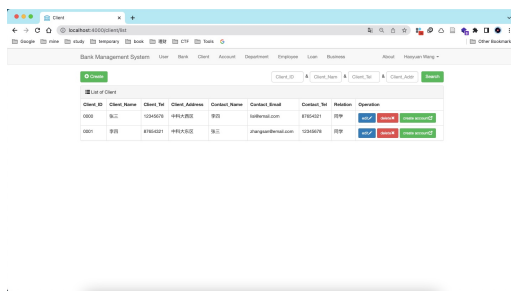 Client
localhost:4000/client/list
Google mine study temporary book 理财 CTF Tools Other Bookmarks
Bank Management System User Bank Client Account Department Employee Loan Business About Haoyuan Wang
Create Client_ID & Client_Nam & Client_Tel & Client_Addr Search
List of Client
Client_ID Client_Name Client_Tel Client_Address Contact_Name Contact_Email Contact_Tel Relation Operation
0002 张三 12345678 中科大西区 李四 lisi@email.com 87654321 同学 edit delete create account
0001 李四 87654321 中科大东区 张三 zhangsan@email.com 12345678 同学 edit delete create account